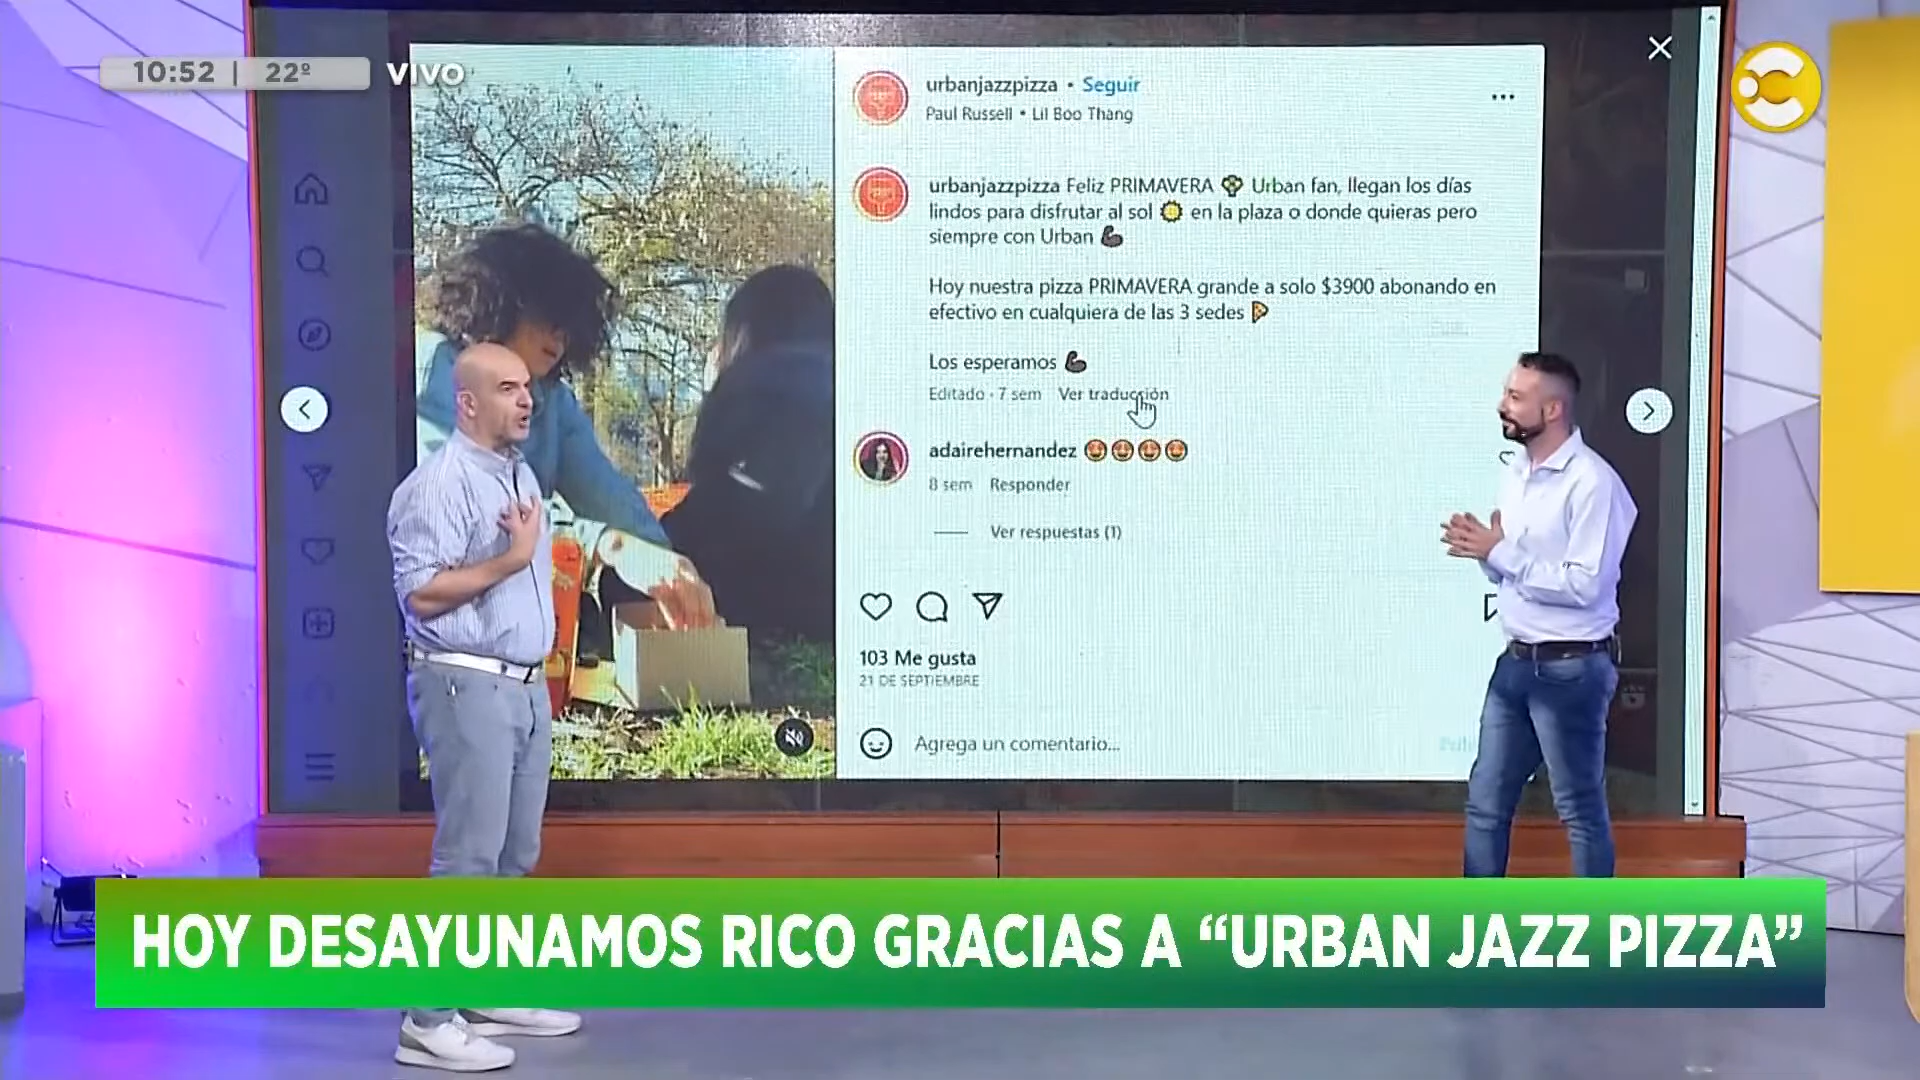 10:52 | 22º
VIVO
urbanjazzpizza • Seguir
Paul Russell • Lil Boo Thang
urbanjazzpizza Feliz PRIMAVERA Urban fan, llegan los días
lindos para disfrutar al sol en la plaza o donde quieras pero
siempre con Urban
Hoy nuestra pizza PRIMAVERA grande a solo $3900 abonando en
efectivo en cualquiera de las 3 sedes
Los esperamos
Editado · 7 sem Ver traducción
adairehernandez
8 sem Responder
Ver respuestas (1)
103 Me gusta
21 DE SEPTIEMBRE
Agrega un comentario...
HOY DESAYUNAMOS RICO GRACIAS A “URBAN JAZZ PIZZA”